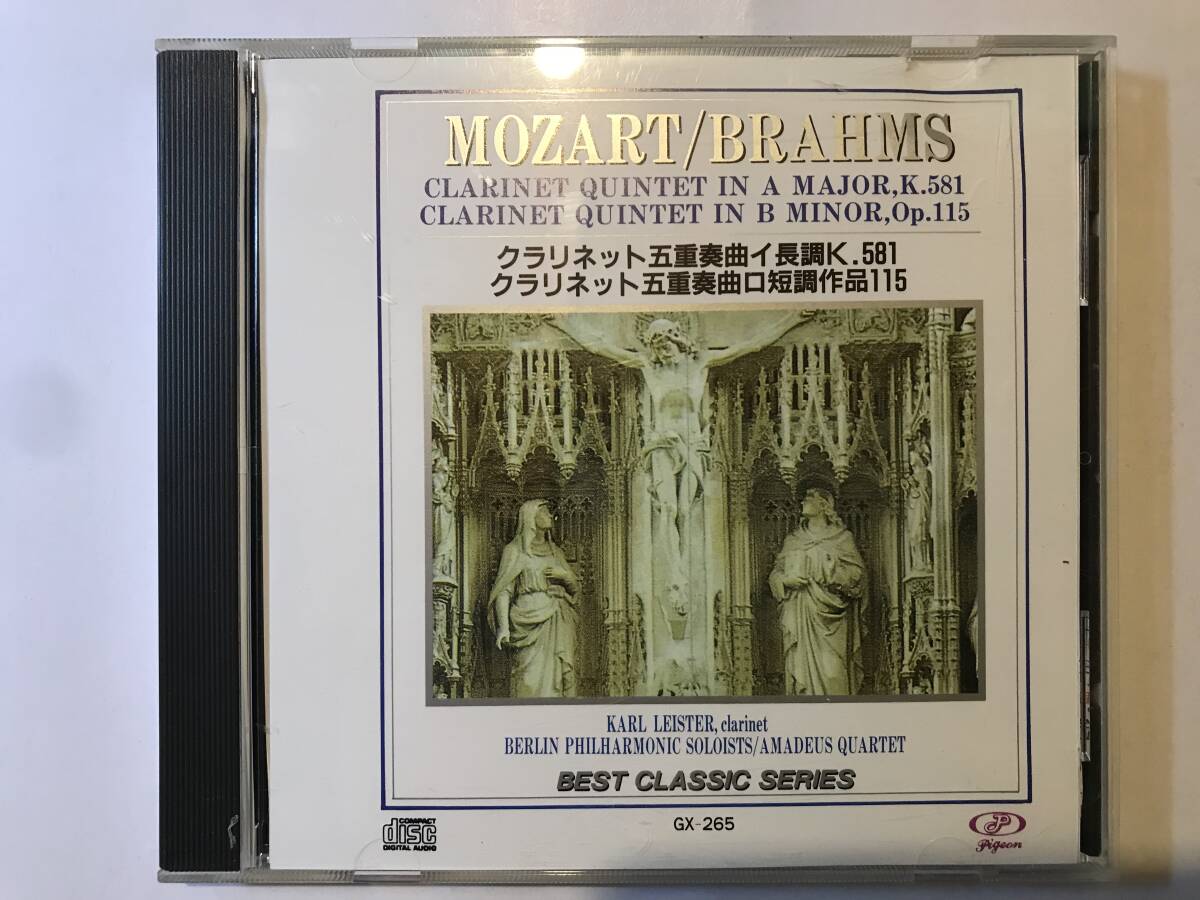 MOZART/BRAHMS
CLARINET QUINTET IN A MAJOR,K.581
CLARINET QUINTET IN B MINOR,Op.115
クラリネット五重奏曲イ長調K.581
クラリネット五重奏曲ロ短調作品115
KARL LEISTER, clarinet
BERLIN PHILHARMONIC SOLOISTS/AMADEUS QUARTET
BEST CLASSIC SERIES
COMPACT
disc
DIGITAL AUDIO
GX-265
P
Pigeon